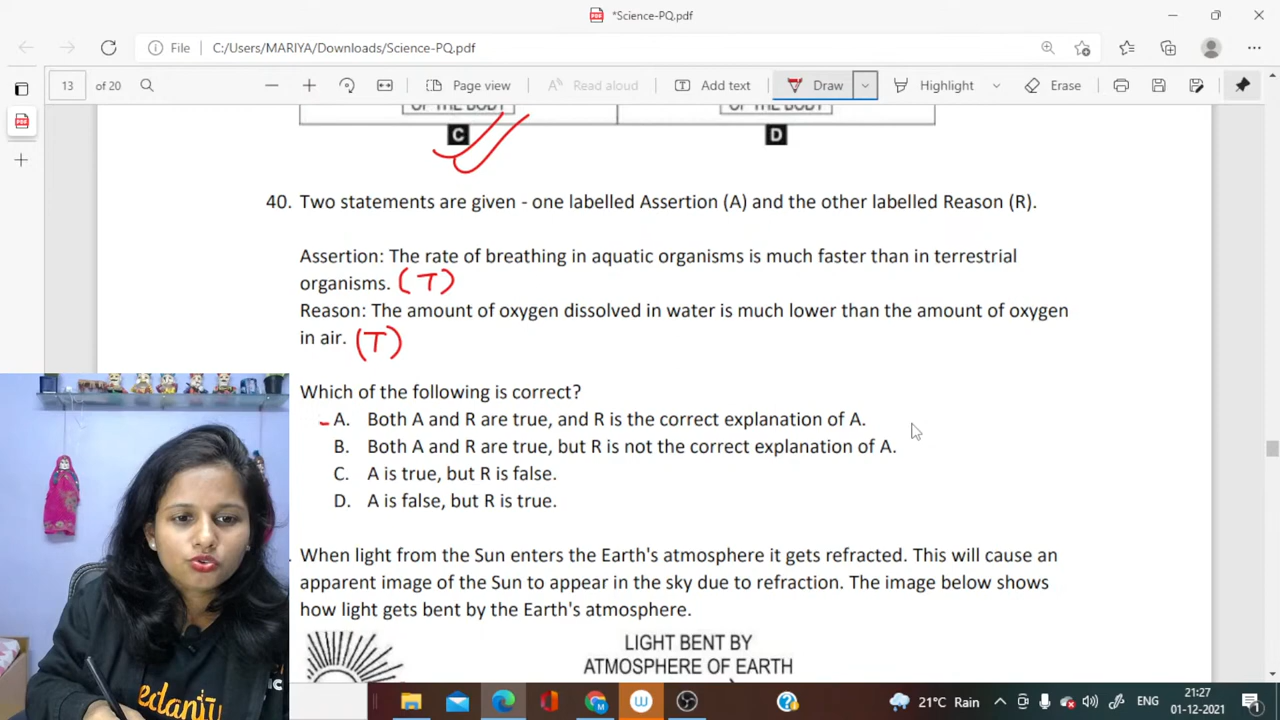 *Science-PQ.pdf
File C:/Users/MARIYA/Downloads/Science-PQ.pdf
13 of 20 Page view Read aloud Add text Draw Highlight Erase
OF THE BODY OF THE BODY
C D
40. Two statements are given - one labelled Assertion (A) and the other labelled Reason (R).
Assertion: The rate of breathing in aquatic organisms is much faster than in terrestrial
organisms. (T)
Reason: The amount of oxygen dissolved in water is much lower than the amount of oxygen
in air. (T)
Which of the following is correct?
A. Both A and R are true, and R is the correct explanation of A.
B. Both A and R are true, but R is not the correct explanation of A.
C. A is true, but R is false.
D. A is false, but R is true.
When light from the Sun enters the Earth's atmosphere it gets refracted. This will cause an
apparent image of the Sun to appear in the sky due to refraction. The image below shows
how light gets bent by the Earth's atmosphere.
LIGHT BENT BY
ATMOSPHERE OF EARTH
21°C Rain ENG 21:27
01-12-2021